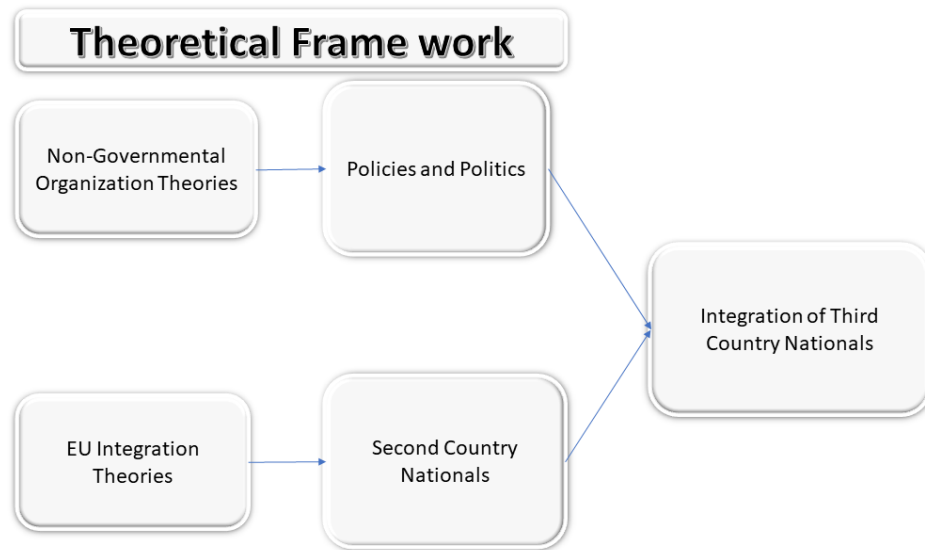 Theoretical Frame work
Non-Governmental
Organization Theories
Policies and Politics
Integration of Third
Country Nationals
EU Integration
Theories
Second Country
Nationals